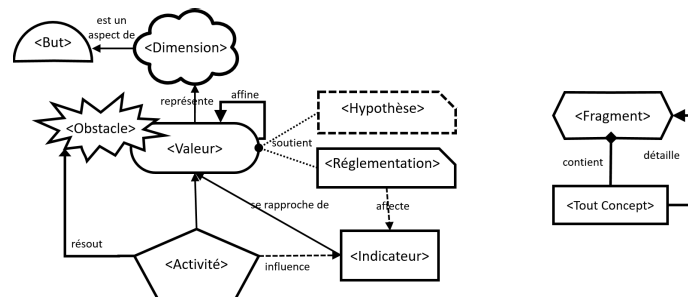 est un
aspect de
<But>
<Dimension>
représente
affine
<Hypothèse>
<Obstacle>
<Valeur>
soutient
<Réglementation>
se rapproche de
affecte
résout
<Activité>
influence
<Indicateur>
<Fragment>
contient
détaille
<Tout Concept>